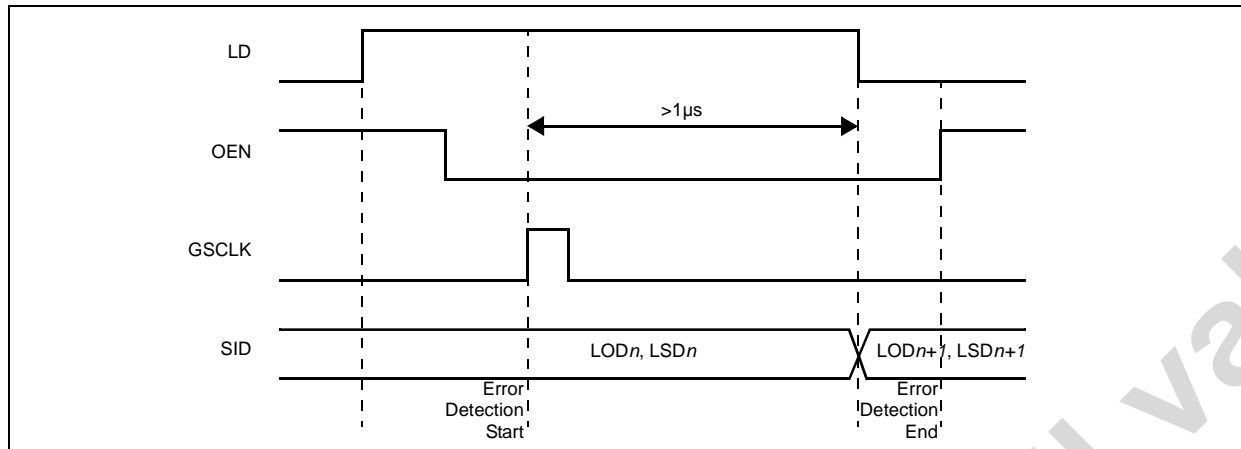 LD
>1µs
OEN
GSCLK
SID
LODn, LSDn
LODn+1, LSDn+1
Error
Detection
Start
Error
Detection
End